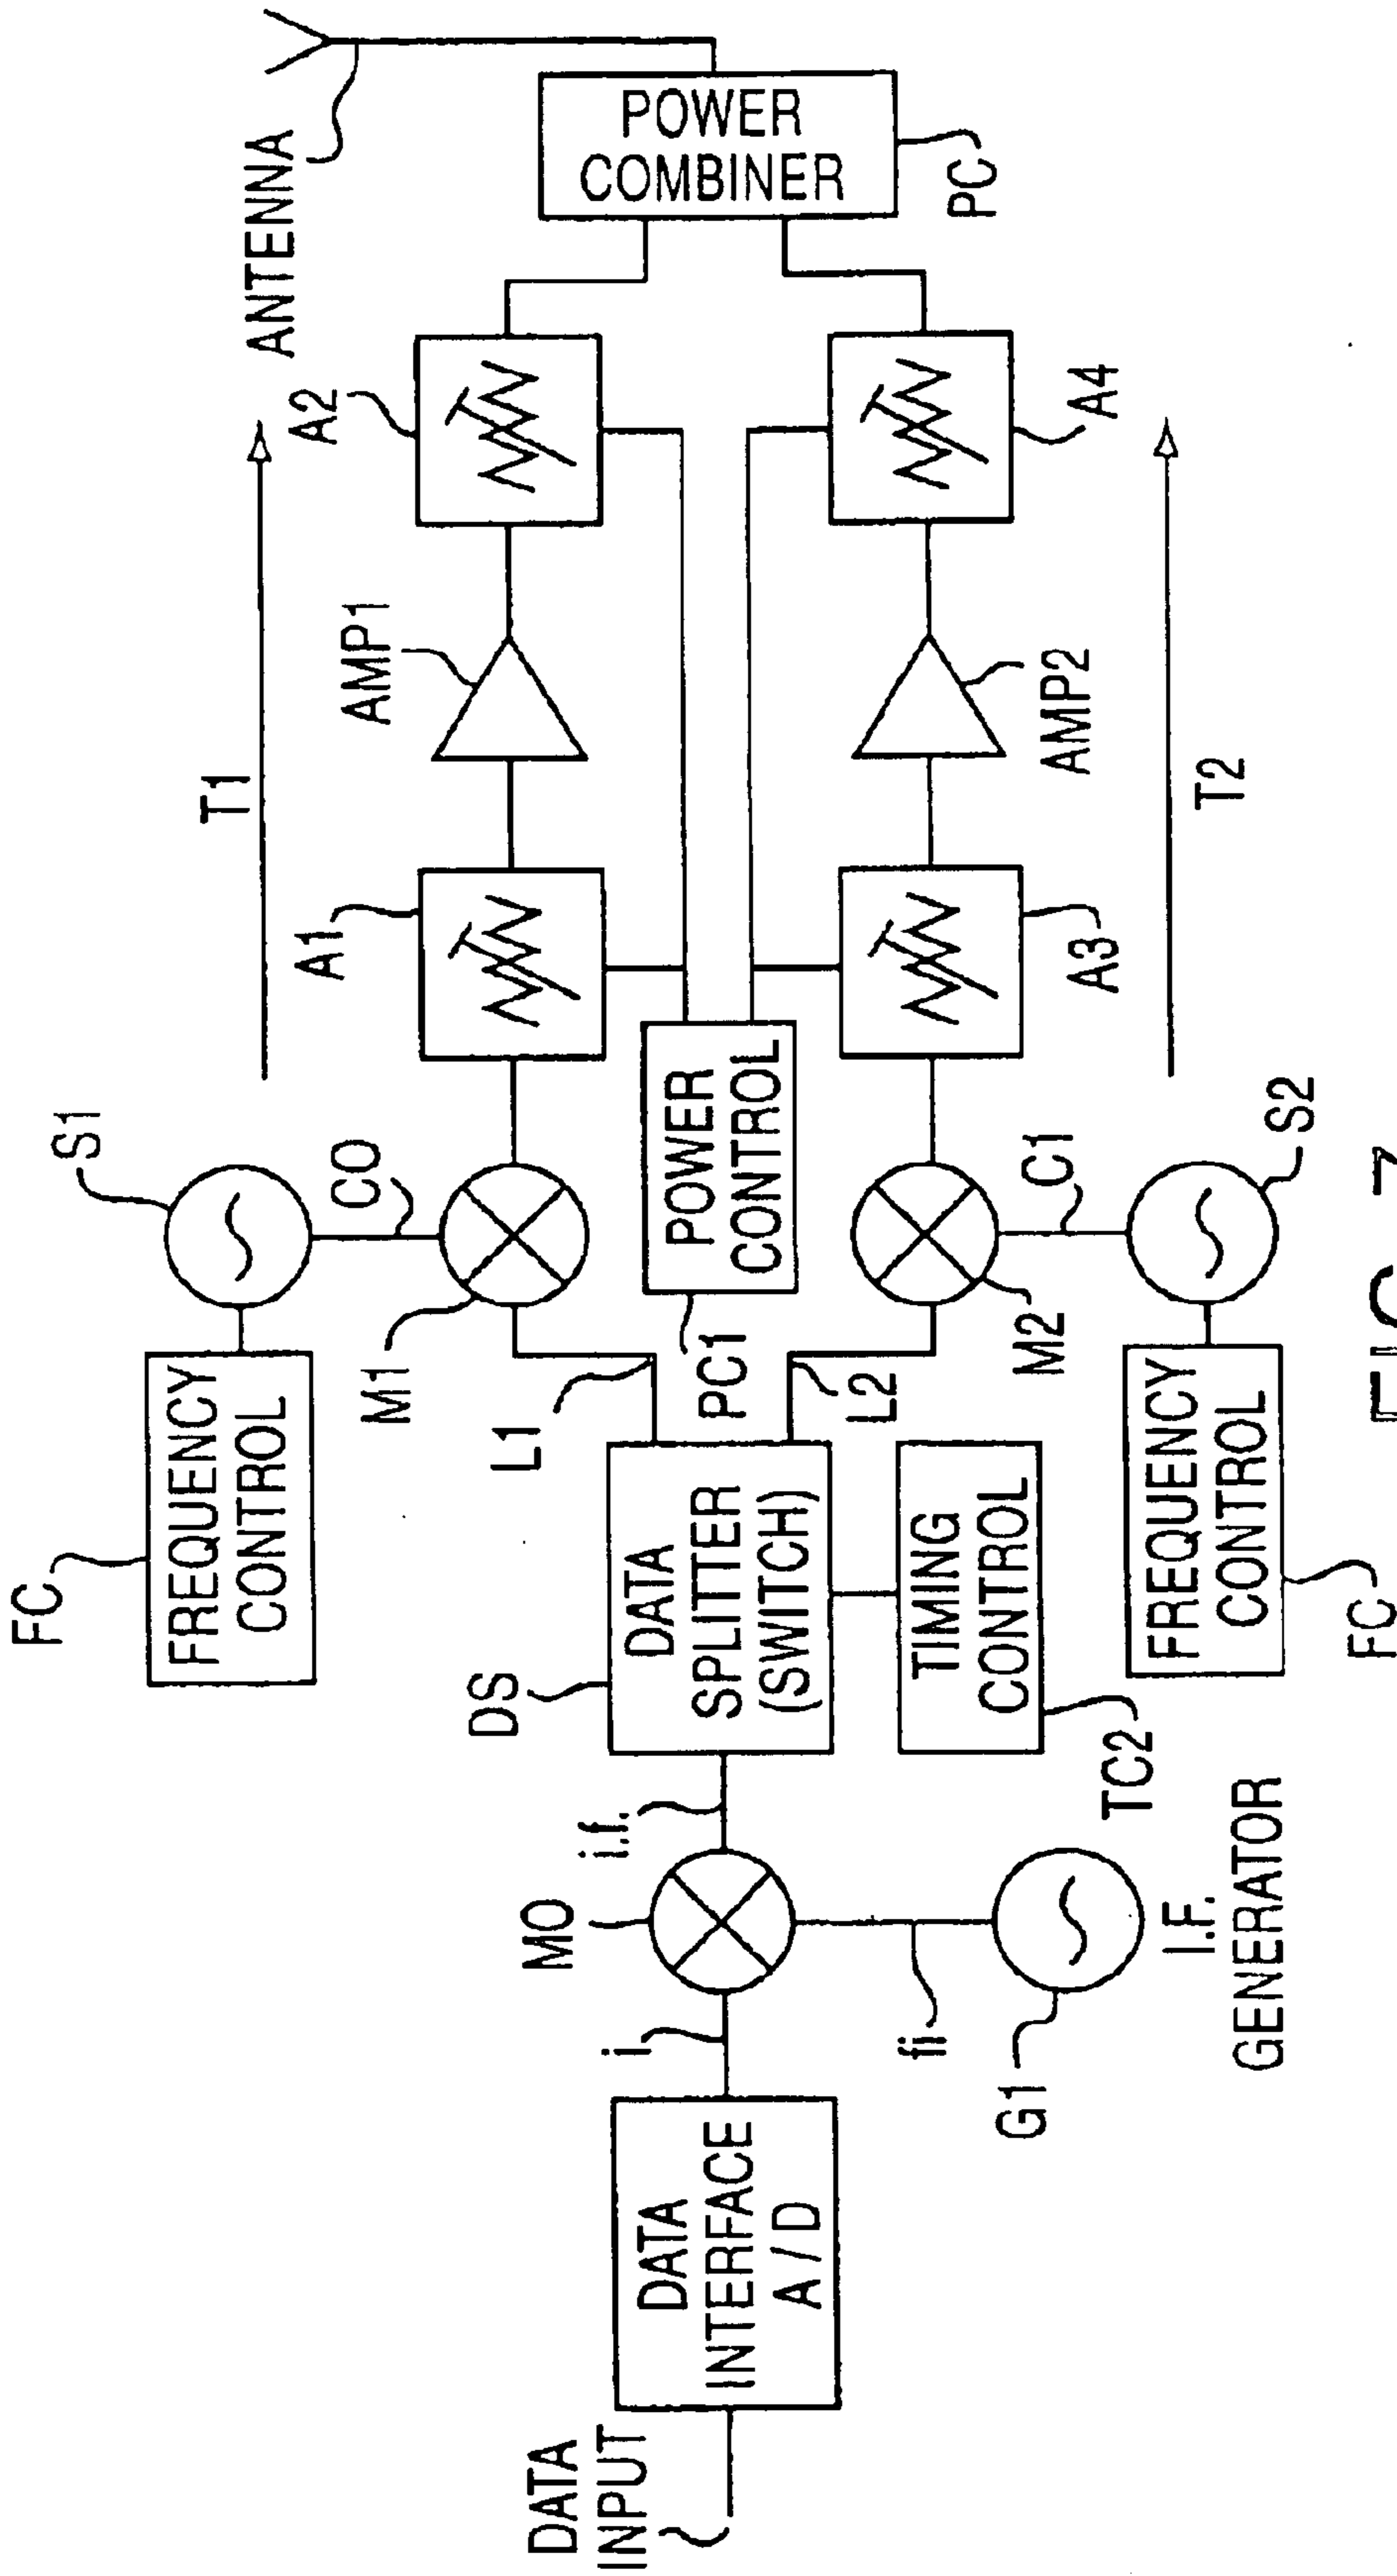 ANTENNA
T1
A2
AMP1
A1
S1
CO
FC
FREQUENCY
CONTROL
M1
L1
POWER
COMBINER
PC
POWER
CONTROL
PC1
DS
DATA
SPLITTER
(SWITCH)
i.f.
MO
i
DATA
INTERFACE
A / D
DATA
INPUT
A4
AMP2
A3
T2
C1
S2
M2
L2
TIMING
CONTROL
TC2
FREQUENCY
CONTROL
FC
fi
G1
I.F.
GENERATOR